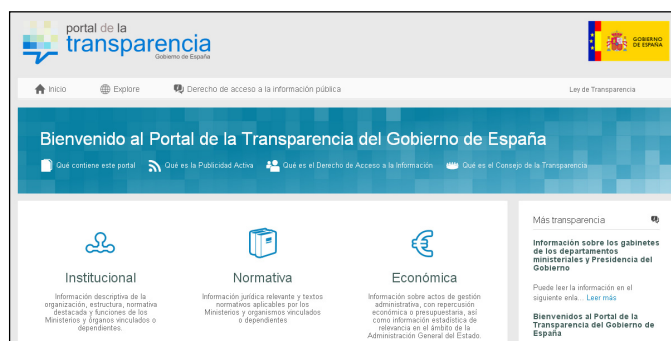 portal de la
transparencia
Gobierno de España
GOBIERNO
DE ESPAÑA
Inicio
Explore
Derecho de acceso a la información pública
Ley de Transparencia
Bienvenido al Portal de la Transparencia del Gobierno de España
Qué contiene este portal
Qué es la Publicidad Activa
Qué es el Derecho de Acceso a la Información
Qué es el Consejo de la Transparencia
Institucional
Información descriptiva de la
organización, estructura, normativa
destacada y funciones de los
Ministerios y órganos vinculados o
dependientes.
Normativa
Información jurídica relevante y textos
normativos aplicables por los
Ministerios y organismos vinculados
o dependientes
Económica
Información sobre actos de gestión
administrativa, con repercusión
económica o presupuestaria, así
como información estadística de
relevancia en el ámbito de la
Administración General del Estado.
Más transparencia
Información sobre los gabinetes
de los departamentos
ministeriales y Presidencia del
Gobierno
Puede leer la información en el
siguiente enla... Leer más
Bienvenidos al Portal de la
Transparencia del Gobierno de
España